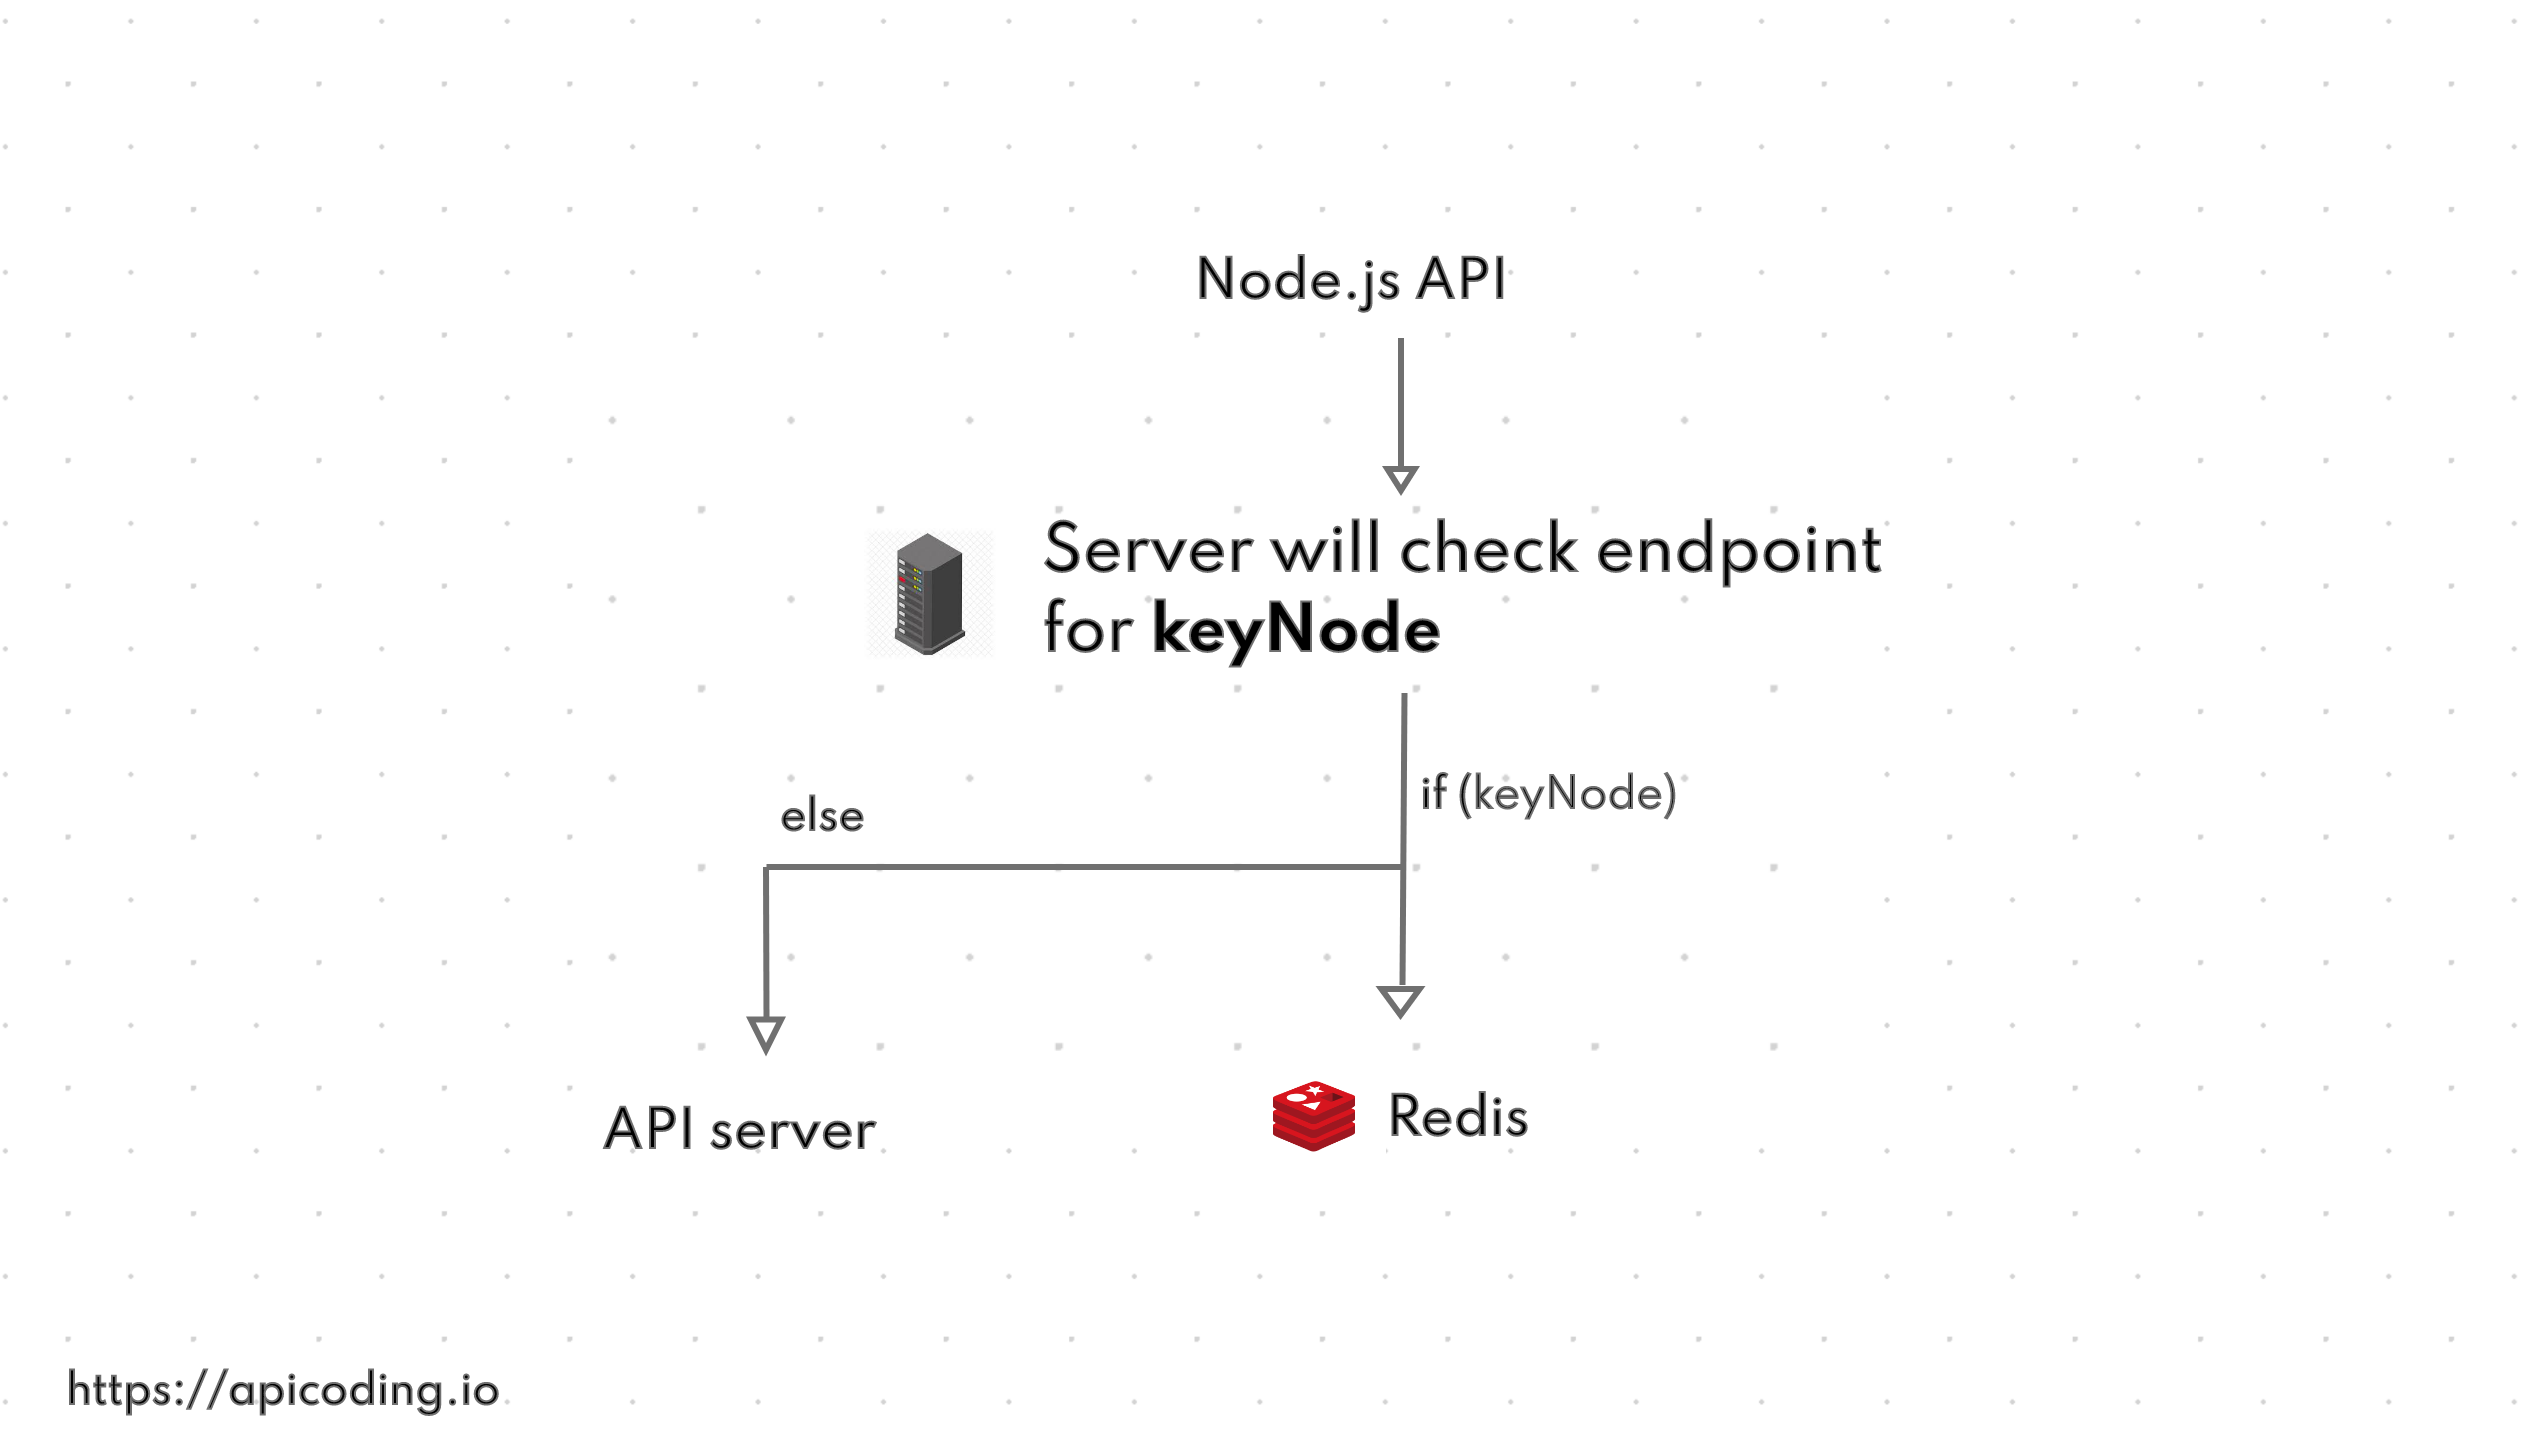 Node.js API
Server will check endpoint
for keyNode
if (keyNode)
else
API server
Redis
https://apicoding.io